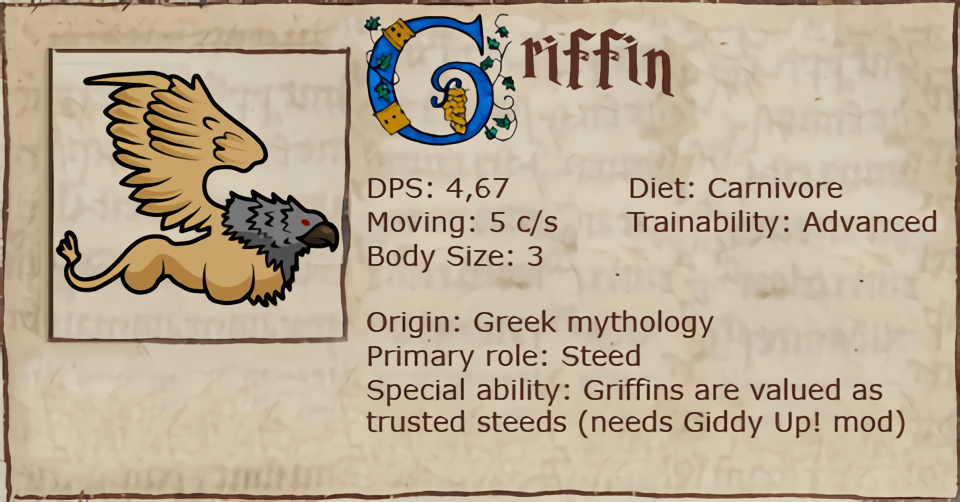 Griffin
DPS: 4,67
Moving: 5 c/s
Body Size: 3
Diet: Carnivore
Trainability: Advanced
Origin: Greek mythology
Primary role: Steed
Special ability: Griffins are valued as
trusted steeds (needs Giddy Up! mod)